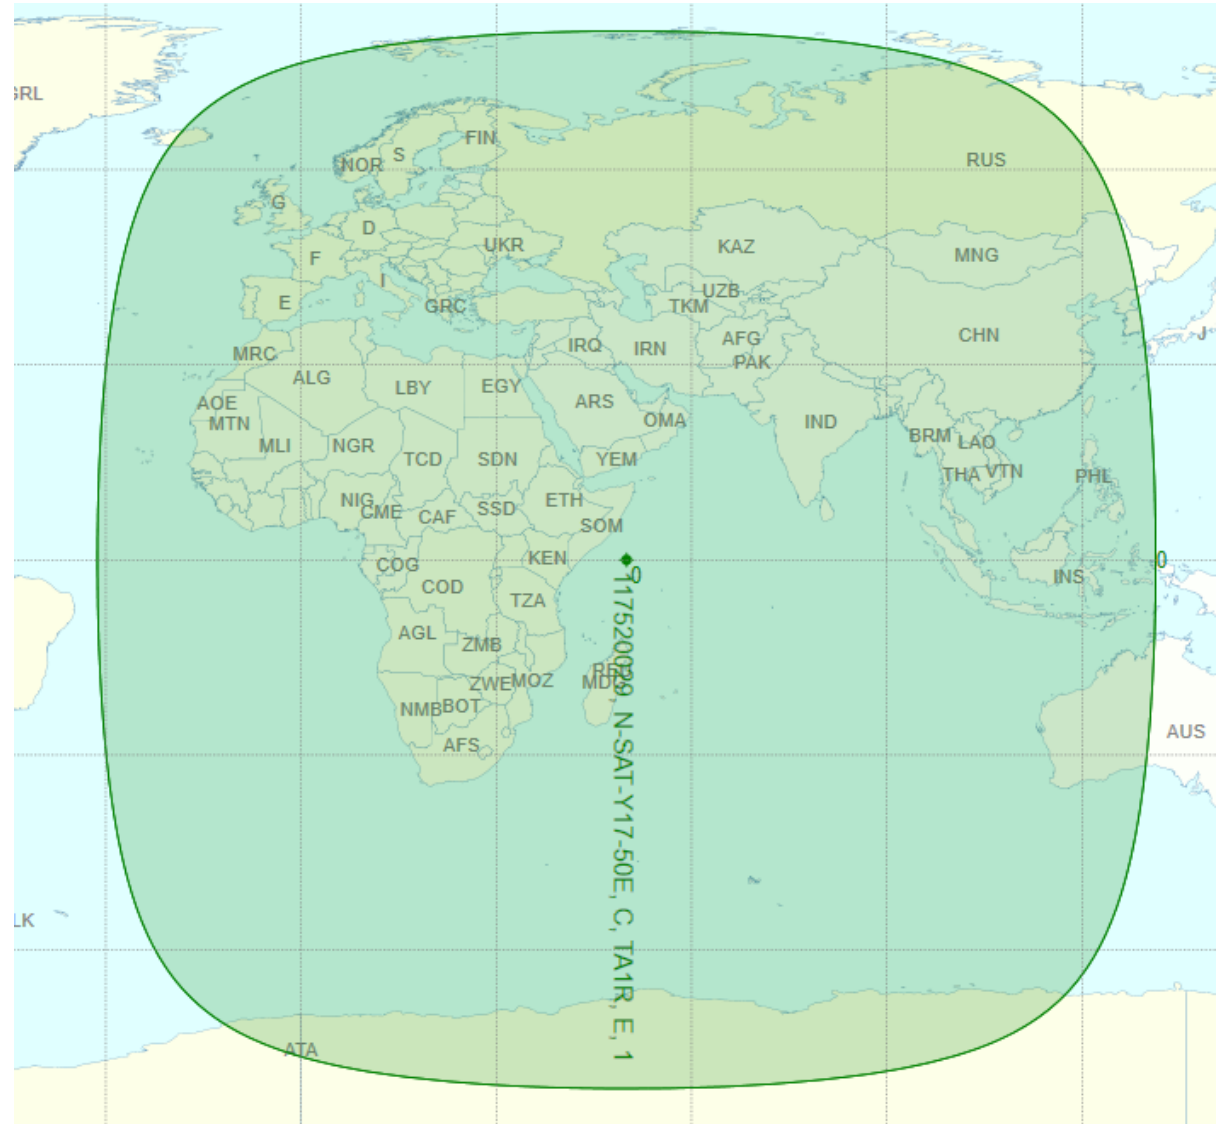 GRL
FIN
S
NOR
RUS
G
D
UKR
KAZ
MNG
F
I
E
GRC
UZB
TKM
CHN
J
MRC
IRQ
IRN
AFG
PAK
ALG
LBY
EGY
ARS
AOE
MTN
OMA
IND
MLI
NGR
TCD
SDN
YEM
BRM
LAO
THA
VTN
PHL
NIG
CME
CAF
SSD
ETH
SOM
COG
KEN
0
0
COD
TZA
INS
AGL
ZMB
MDG
ZWE
MOZ
NMB
BOT
AFS
AUS
117520029, N-SAT-Y17-50E, C, TA1R, E, 1
LK
ATA